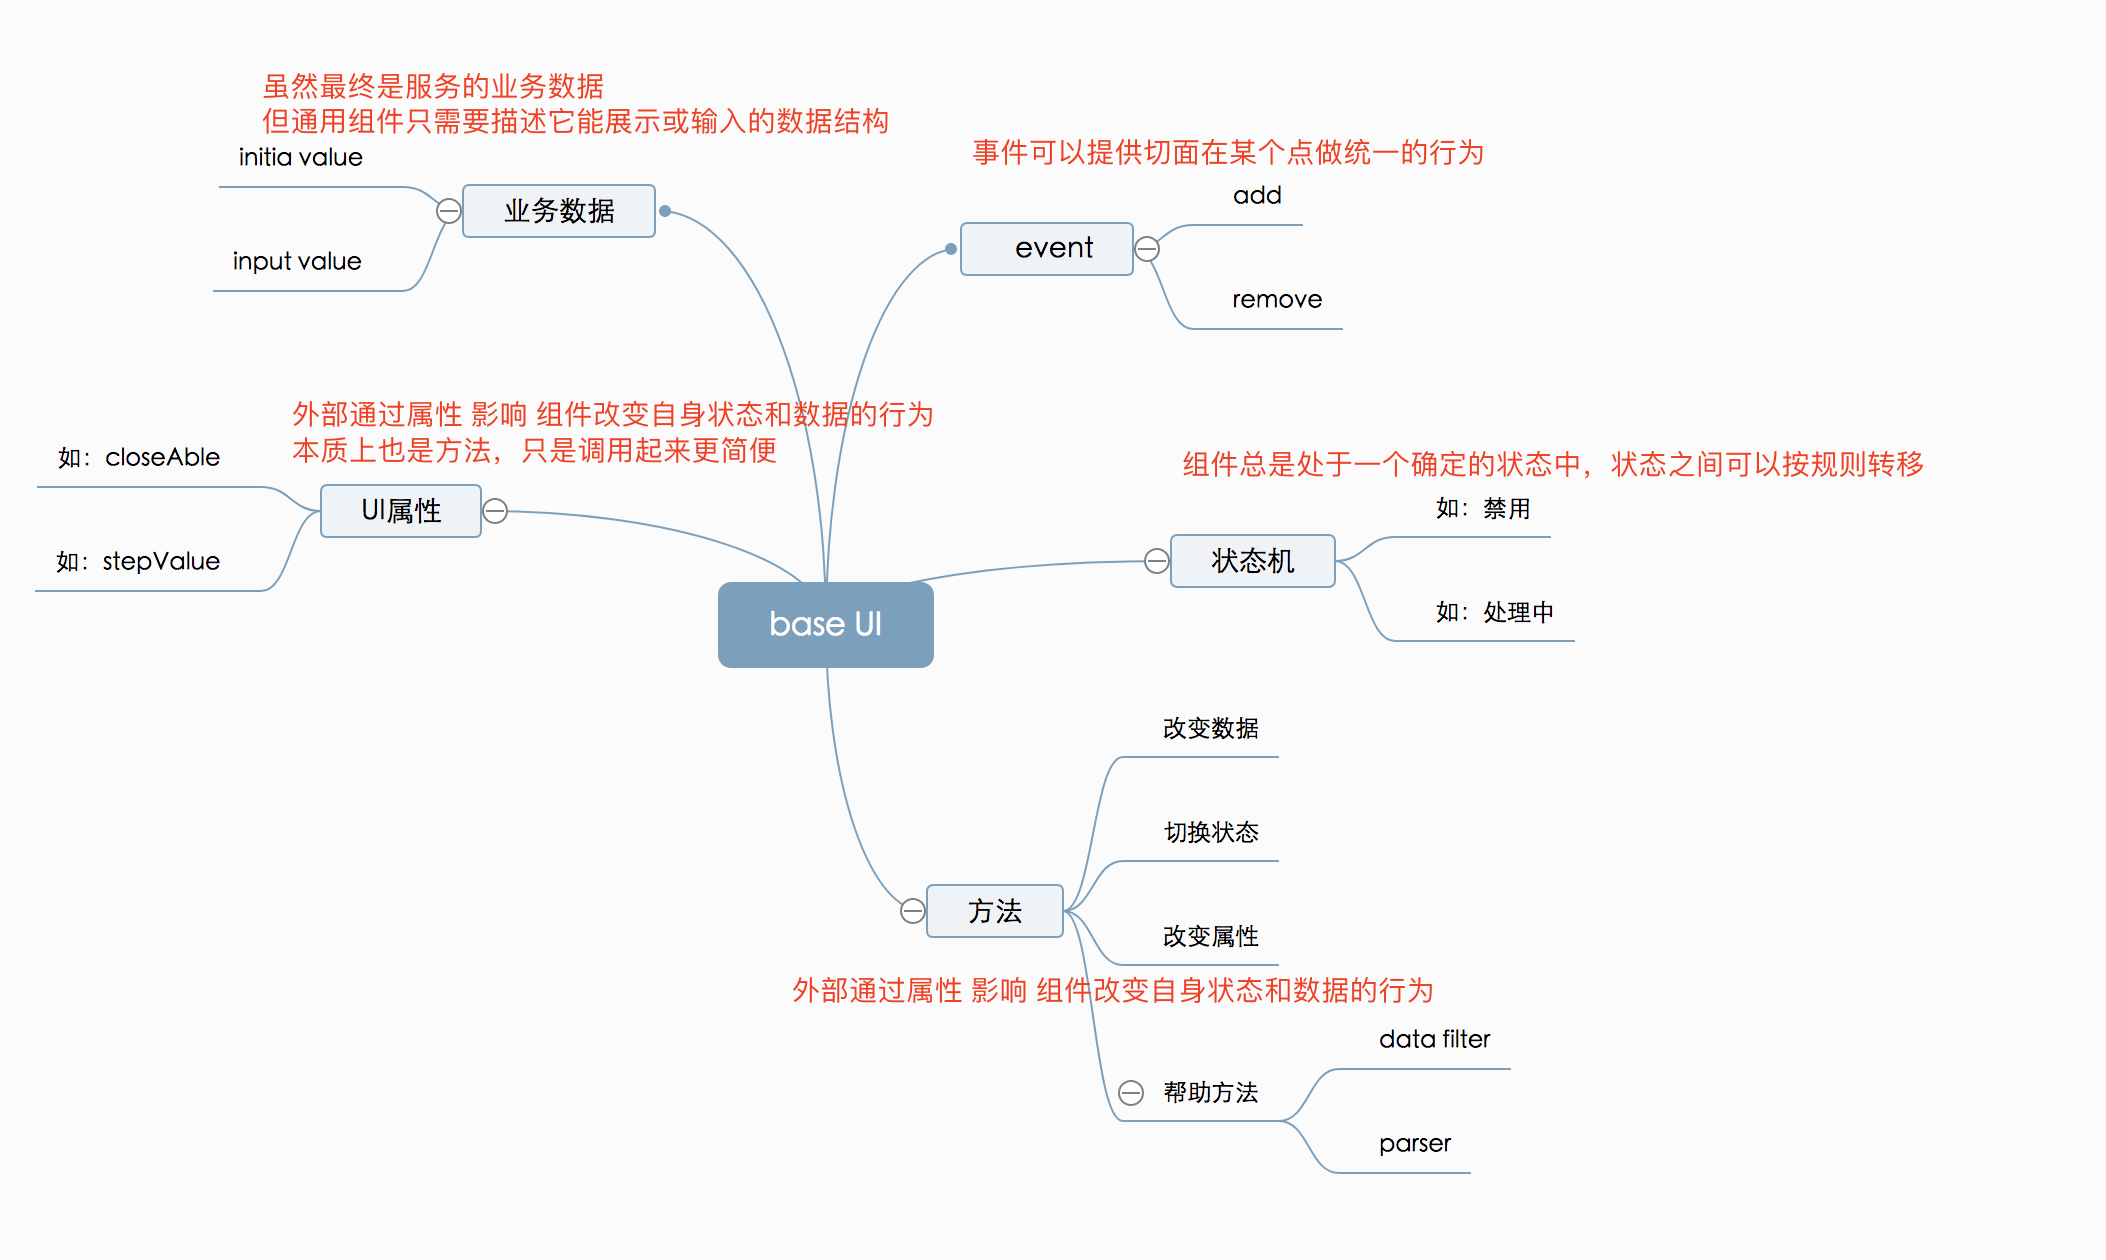 虽然最终是服务的业务数据
但通用组件只需要描述它能展示或输入的数据结构
initia value
业务数据
input value
事件可以提供切面在某个点做统一的行为
add
event
remove
外部通过属性 影响 组件改变自身状态和数据的行为
本质上也是方法，只是调用起来更简便
如：closeAble
UI属性
如：stepValue
组件总是处于一个确定的状态中，状态之间可以按规则转移
如：禁用
状态机
如：处理中
base UI
改变数据
切换状态
方法
改变属性
外部通过属性 影响 组件改变自身状态和数据的行为
data filter
帮助方法
parser